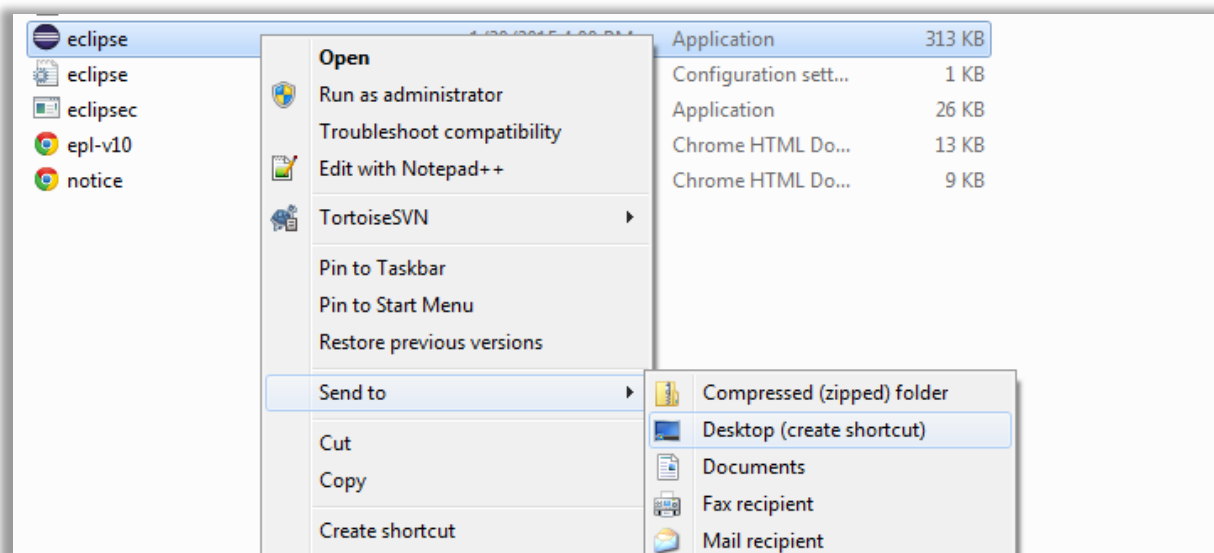 eclipse Application 313 KB
eclipse Configuration sett... 1 KB
eclipsec Application 26 KB
epl-v10 Chrome HTML Do... 13 KB
notice Chrome HTML Do... 9 KB
Open
Run as administrator
Troubleshoot compatibility
Edit with Notepad++
TortoiseSVN
Pin to Taskbar
Pin to Start Menu
Restore previous versions
Send to
Cut
Copy
Create shortcut
Compressed (zipped) folder
Desktop (create shortcut)
Documents
Fax recipient
Mail recipient